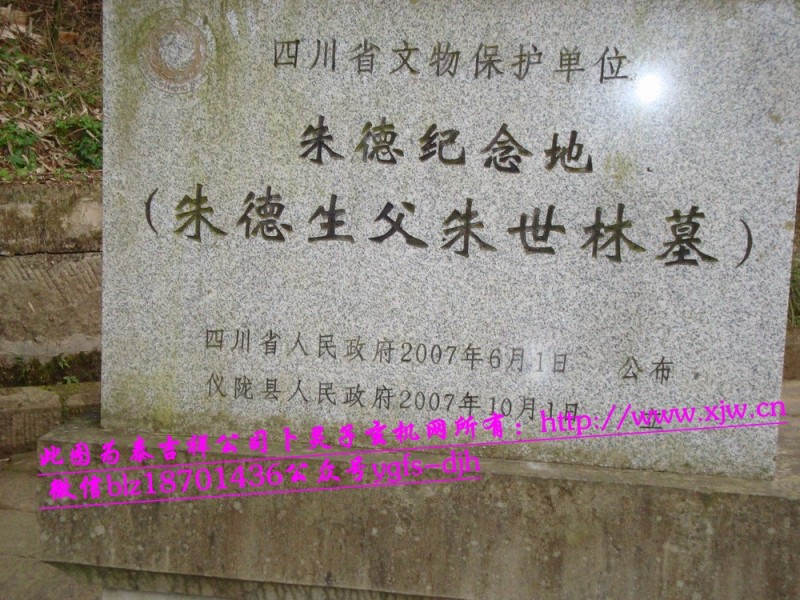 四川省文物保护单位
朱德纪念地
（朱德生父朱世林墓）
四川省人民政府2007年6月1日 公布
仪陇县人民政府2007年10月1日 立
此图为泰吉祥公司卜灵子玄机网所有：http://www.xjw.cn
微信blz18701436公众号ygfs-djh